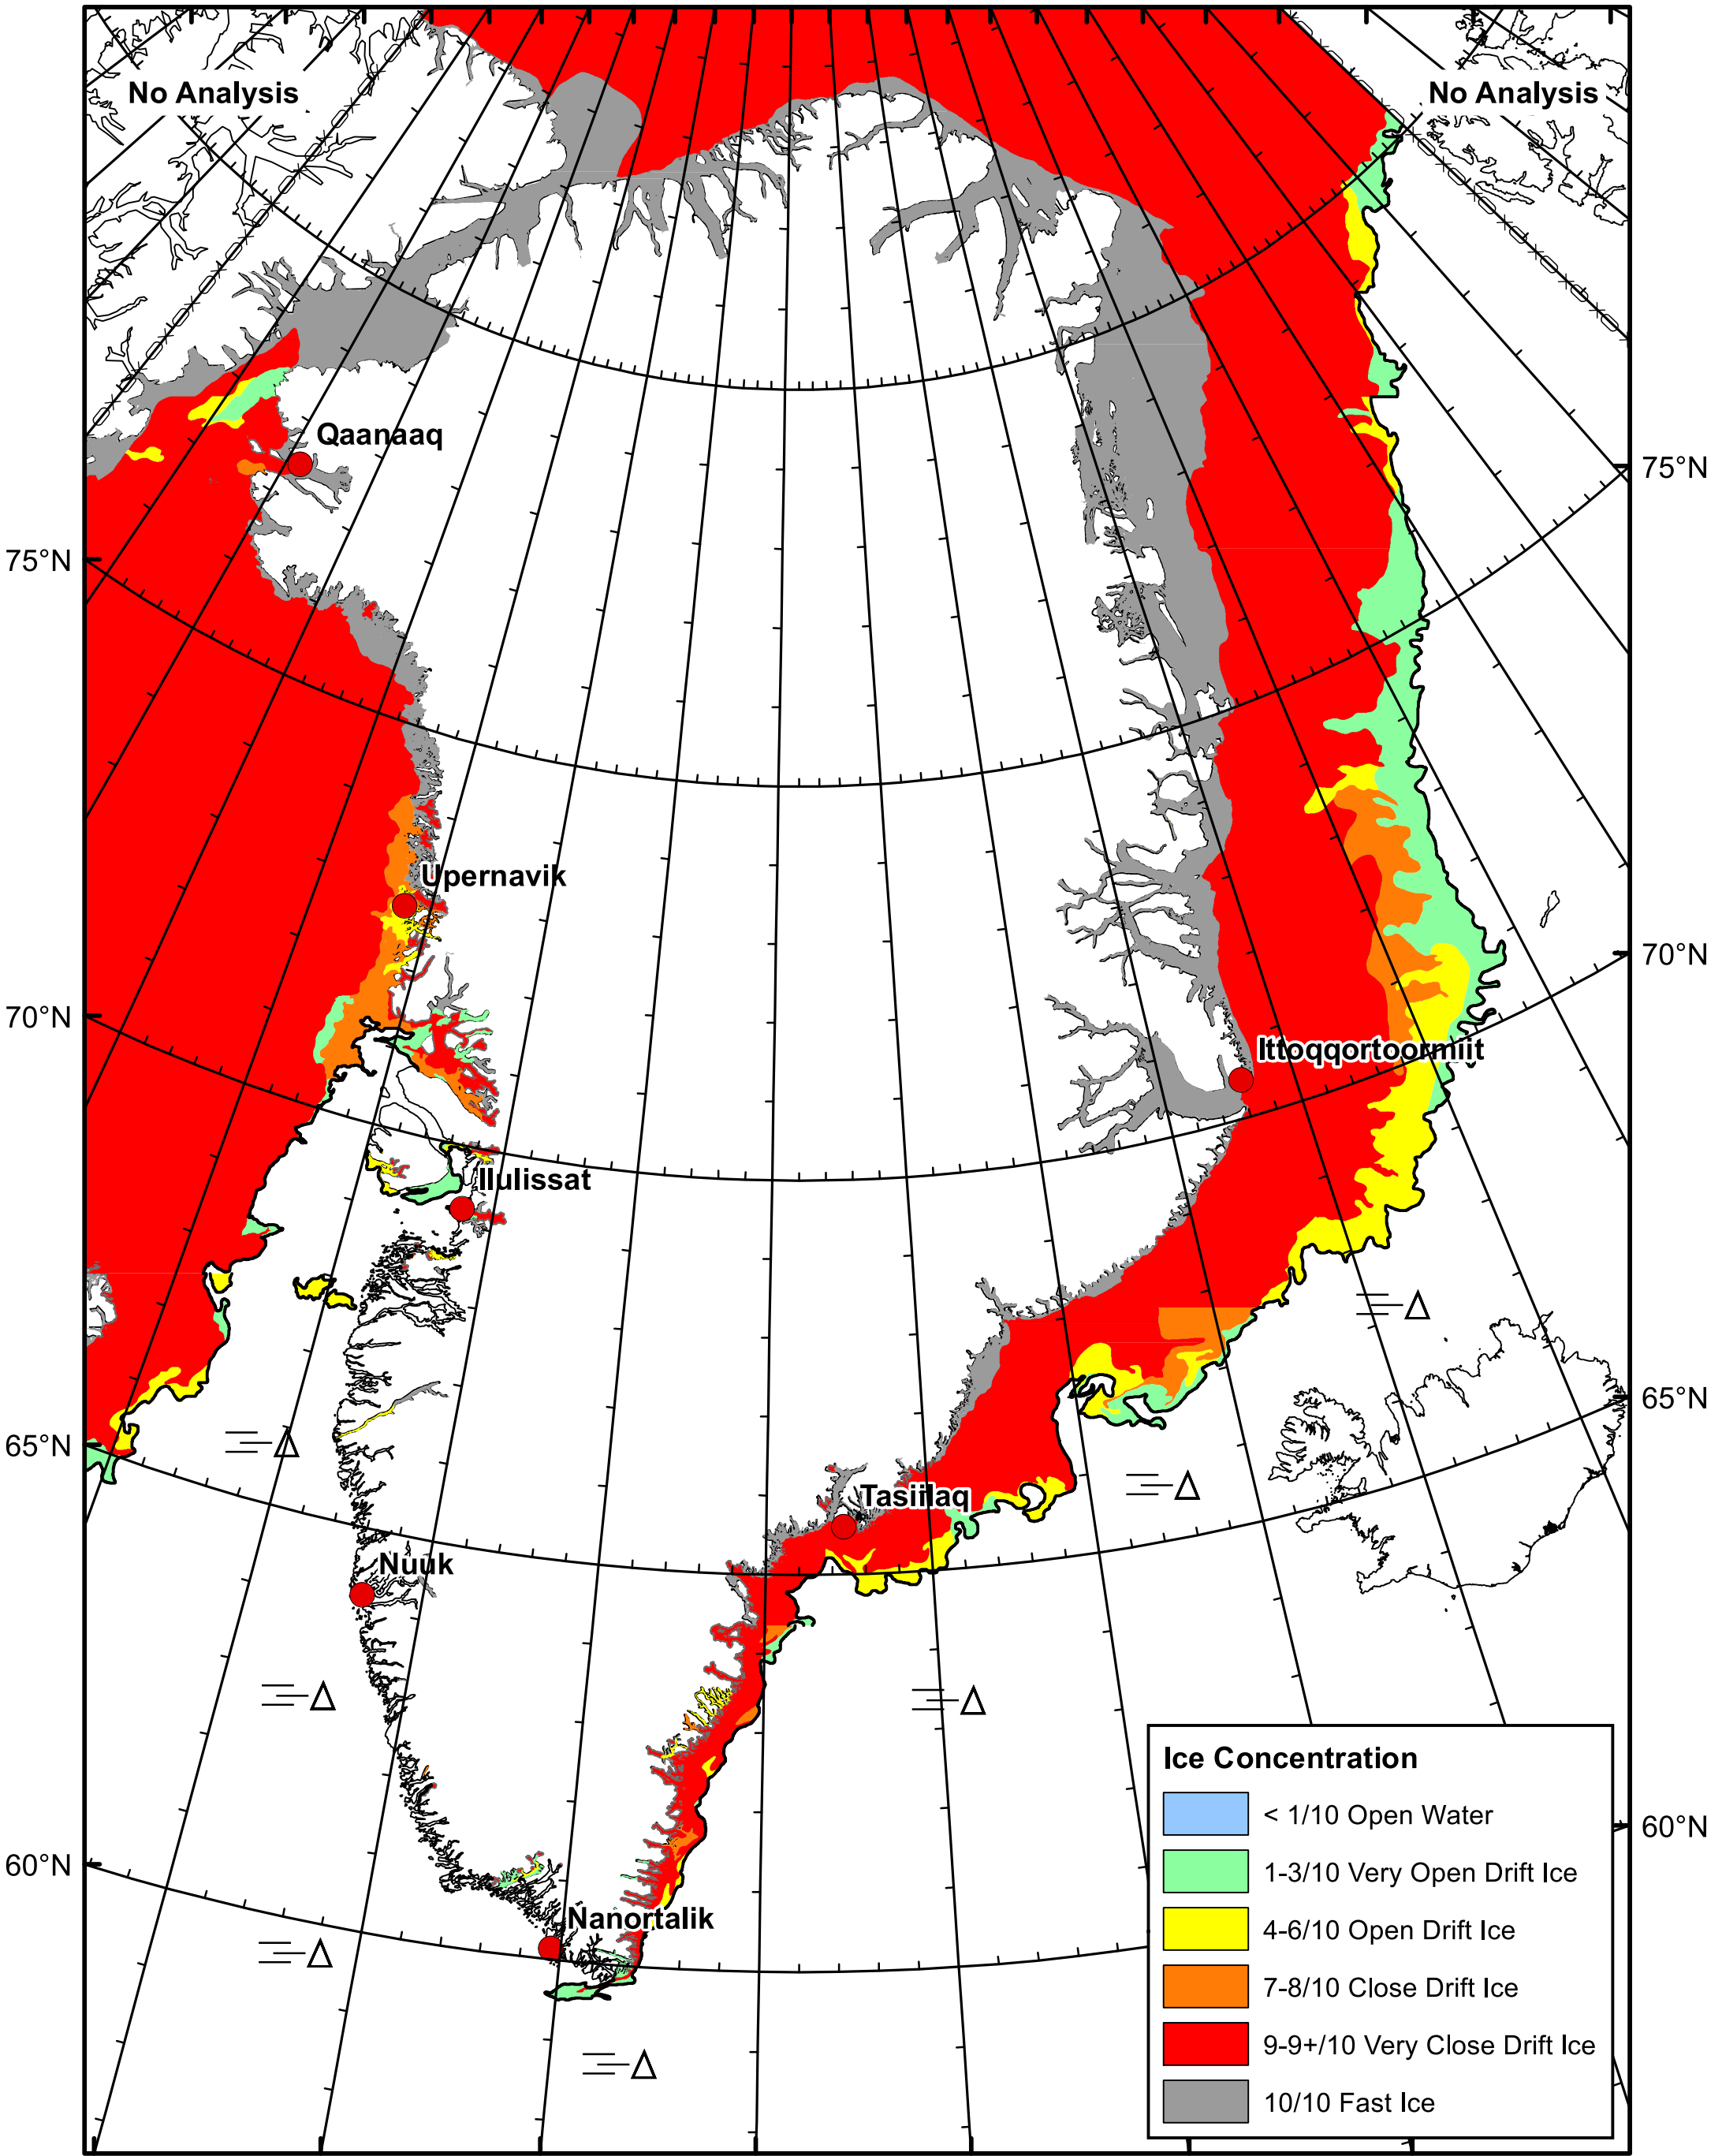 No Analysis
No Analysis
Qaanaaq
75°N
75°N
Upernavik
70°N
70°N
Ittoqqortoormiit
Ilulissat
65°N
65°N
Tasiilaq
Nuuk
60°N
60°N
Nanortalik
Ice Concentration
< 1/10 Open Water
1-3/10 Very Open Drift Ice
4-6/10 Open Drift Ice
7-8/10 Close Drift Ice
9-9+/10 Very Close Drift Ice
10/10 Fast Ice